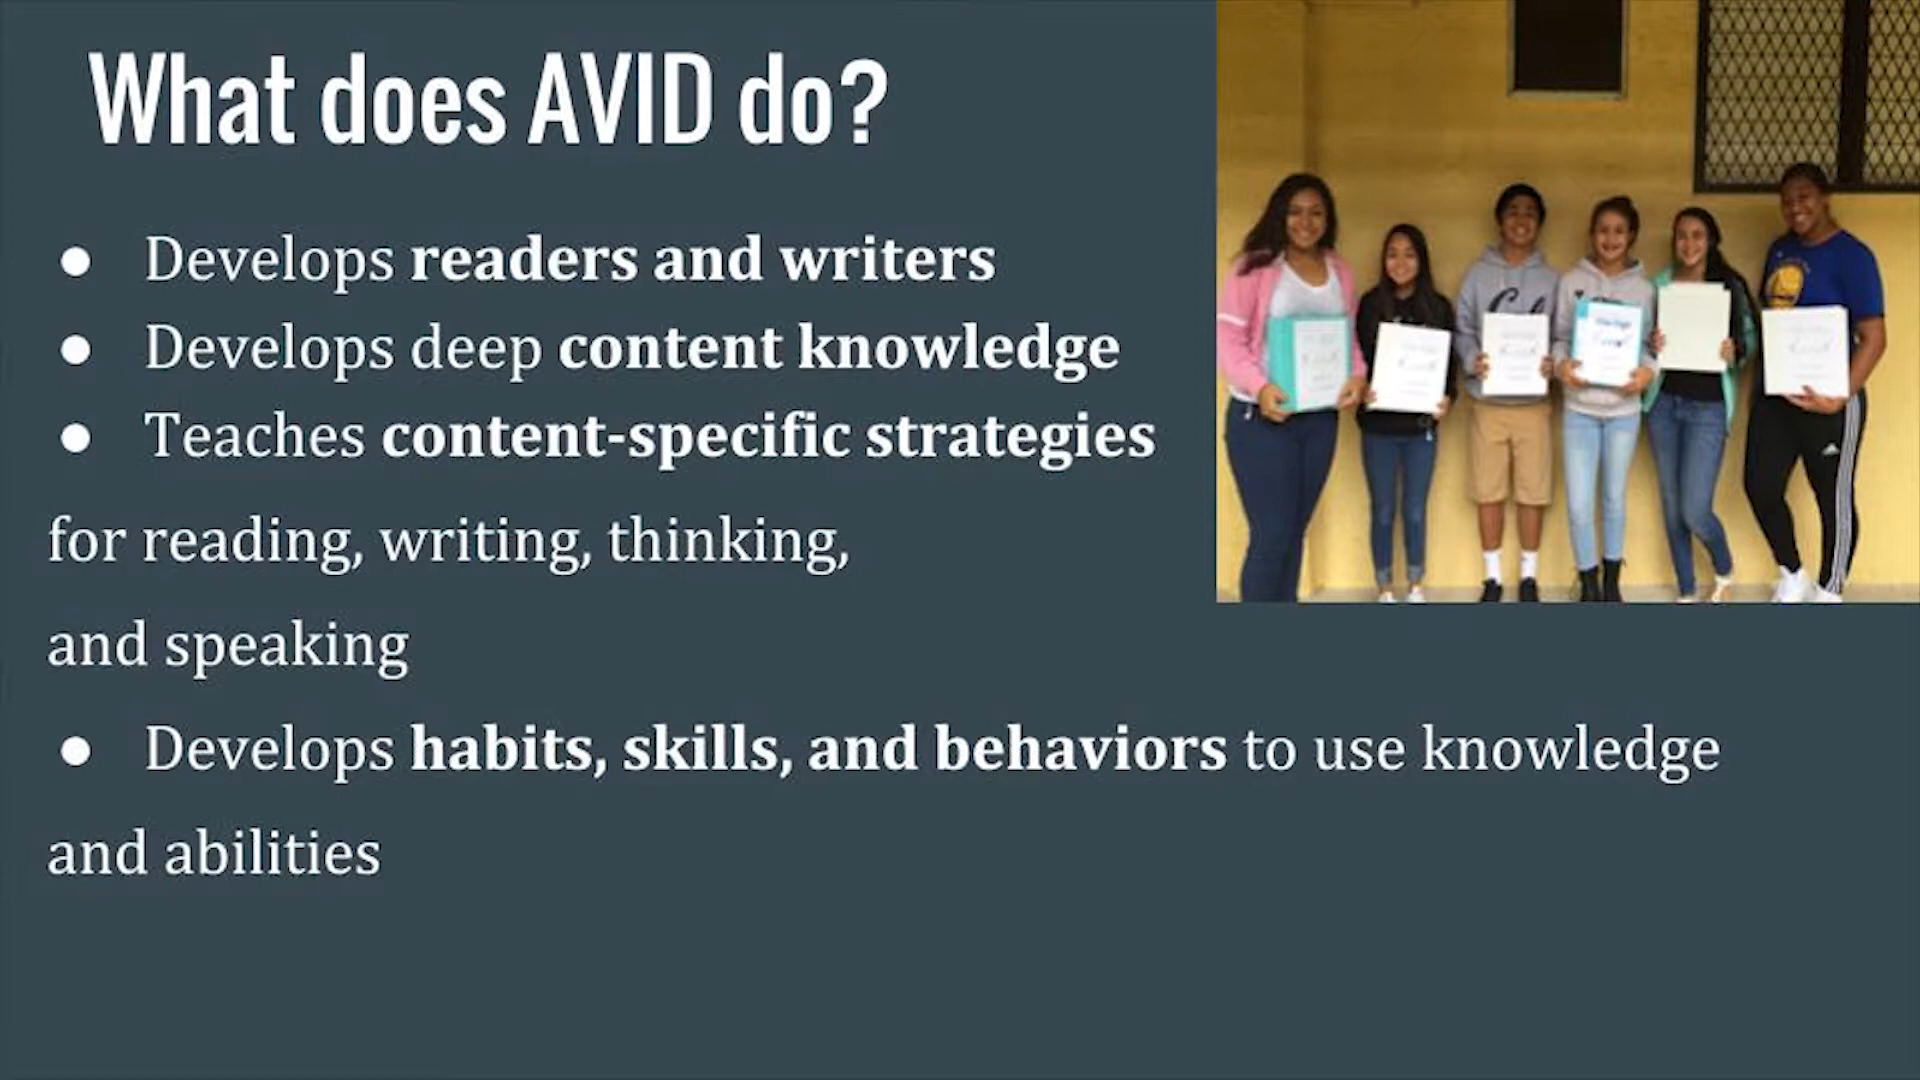 What does AVID do?
● Develops readers and writers
● Develops deep content knowledge
● Teaches content-specific strategies
for reading, writing, thinking,
and speaking
● Develops habits, skills, and behaviors to use knowledge
and abilities